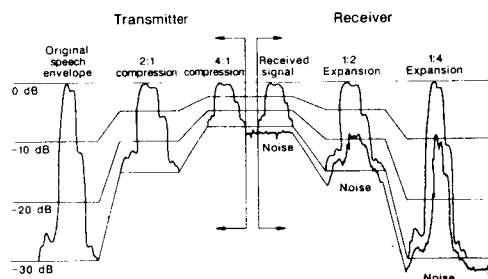 Transmitter
Receiver
Original
speech
envelope
2:1
compression
4:1
compression
Received
signal
1:2
Expansion
1:4
Expansion
0 dB
-10 dB
-20 dB
-30 dB
Noise
Noise
Noise